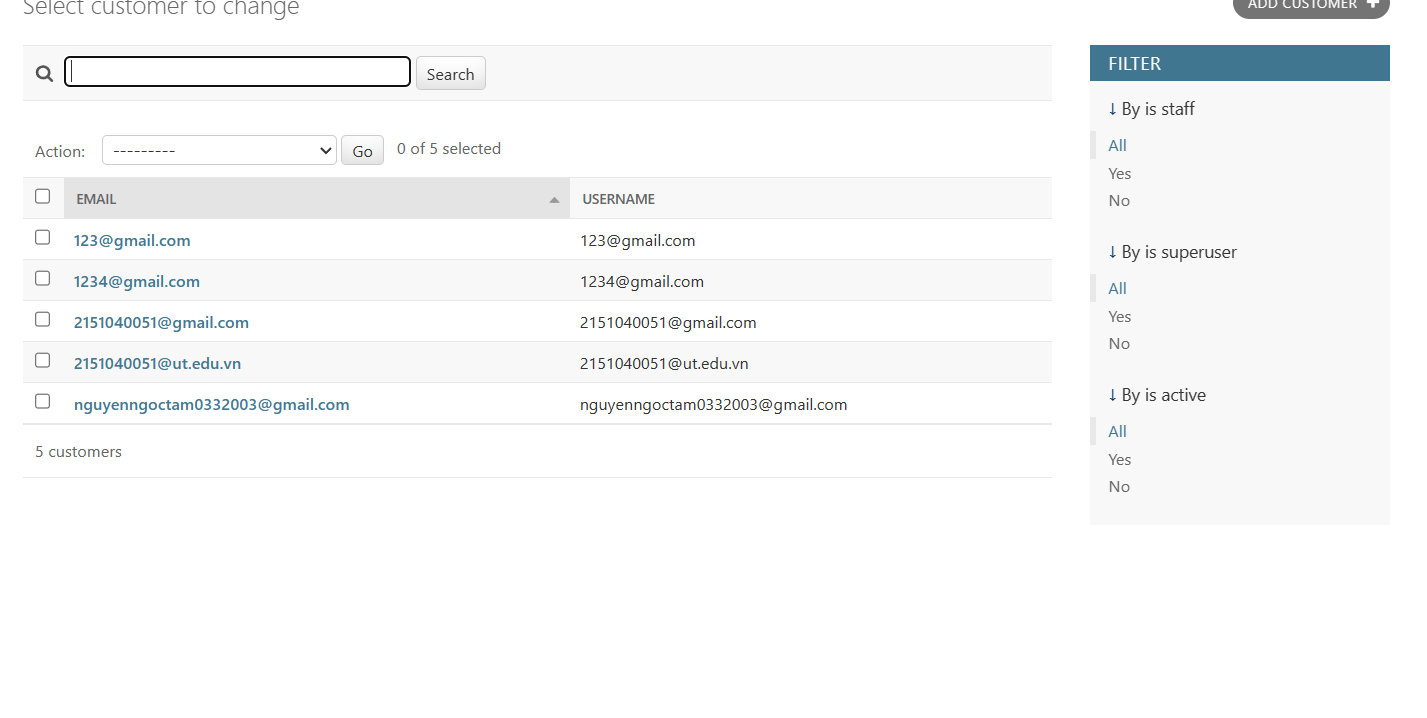 Select customer to change
ADD CUSTOMER +
Search
Action: --------- Go 0 of 5 selected
EMAIL USERNAME
123@gmail.com 123@gmail.com
1234@gmail.com 1234@gmail.com
2151040051@gmail.com 2151040051@gmail.com
2151040051@ut.edu.vn 2151040051@ut.edu.vn
nguyenngoctam0332003@gmail.com nguyenngoctam0332003@gmail.com
5 customers
FILTER
↓ By is staff
All
Yes
No
↓ By is superuser
All
Yes
No
↓ By is active
All
Yes
No